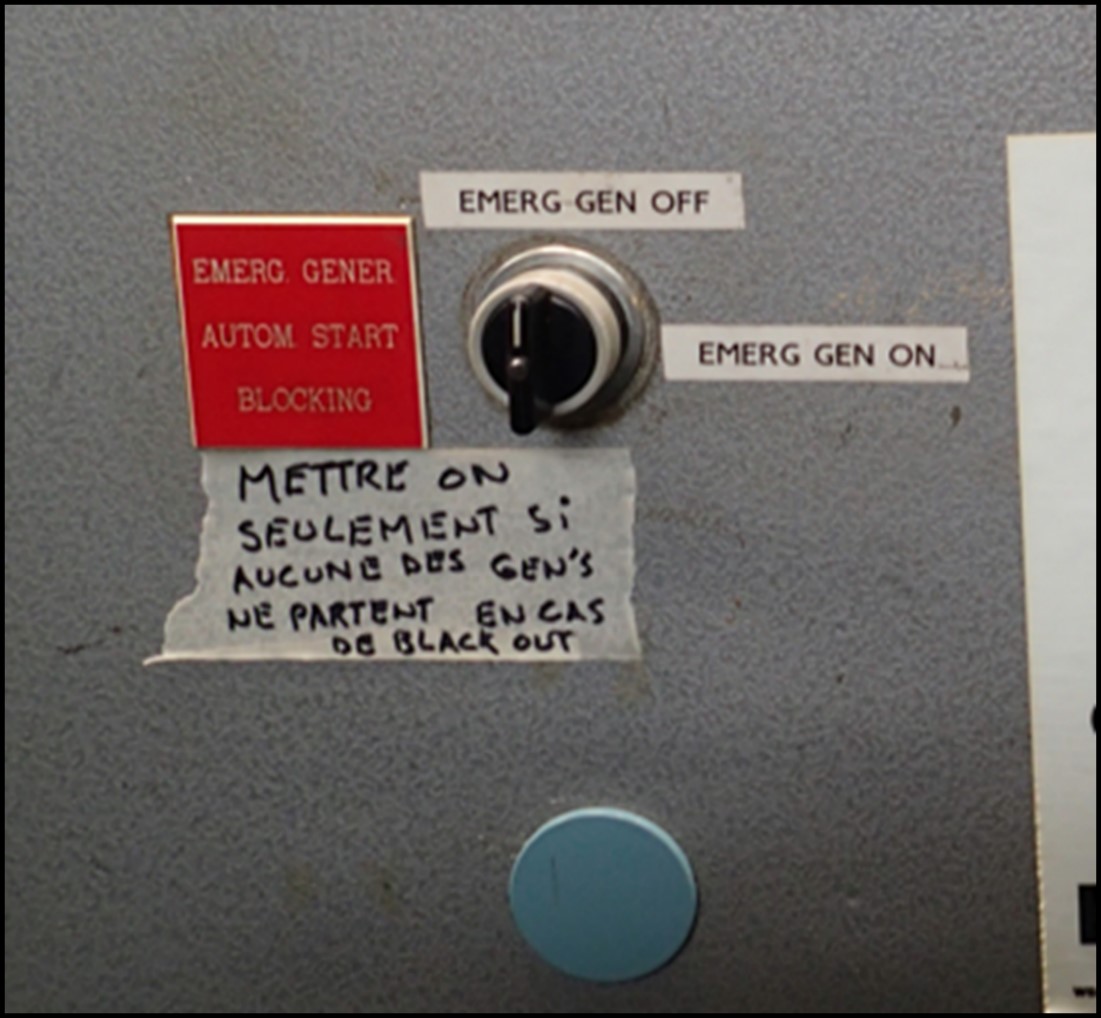 EMERG GEN OFF
EMERG. GENER
AUTOM START
BLOCKING
EMERG GEN ON
METTRE ON
SEULEMENT Si
AUCUNE DES GEN'S
NE PARTENT EN CAS
DE BLACK OUT